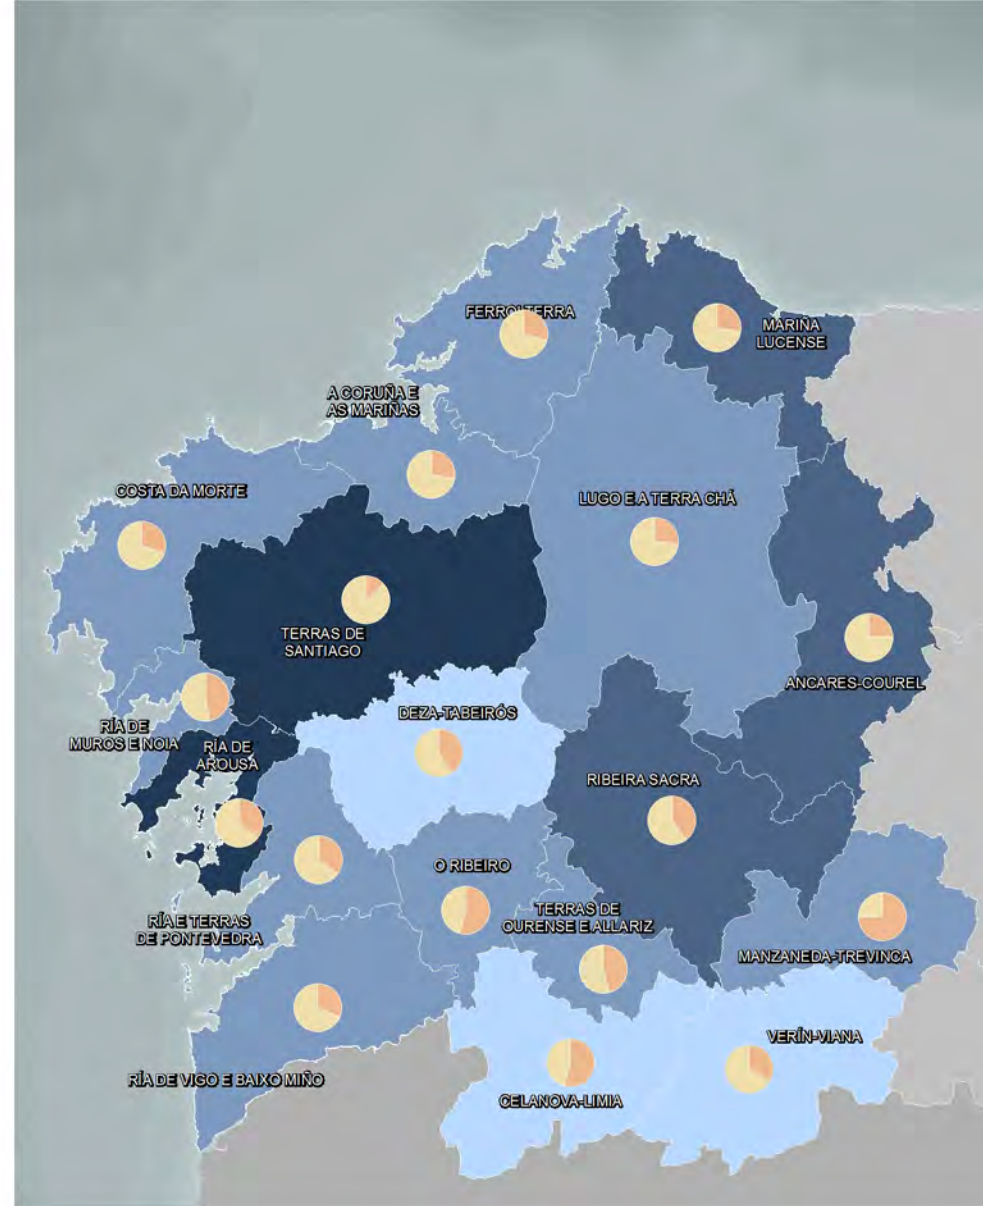 FERROLTERRA
MARIÑA
LUCENSE
A CORUÑA E
AS MARIÑAS
COSTA DA MORTE
LUGO E A TERRA CHÁ
TERRAS DE
SANTIAGO
ANCARES-COUREL
RÍA DE
MUROS E NOIA
DEZA-TABEIRÓS
RÍA DE
AROUSA
RIBEIRA SACRA
O RIBEIRO
RÍA E TERRAS
DE PONTEVEDRA
TERRAS DE
OURENSE E ALLARIZ
MANZANEDA-TREVINCA
VERÍN-VIANA
RÍA DE VIGO E BAIXO MIÑO
CELANOVA-LIMIA